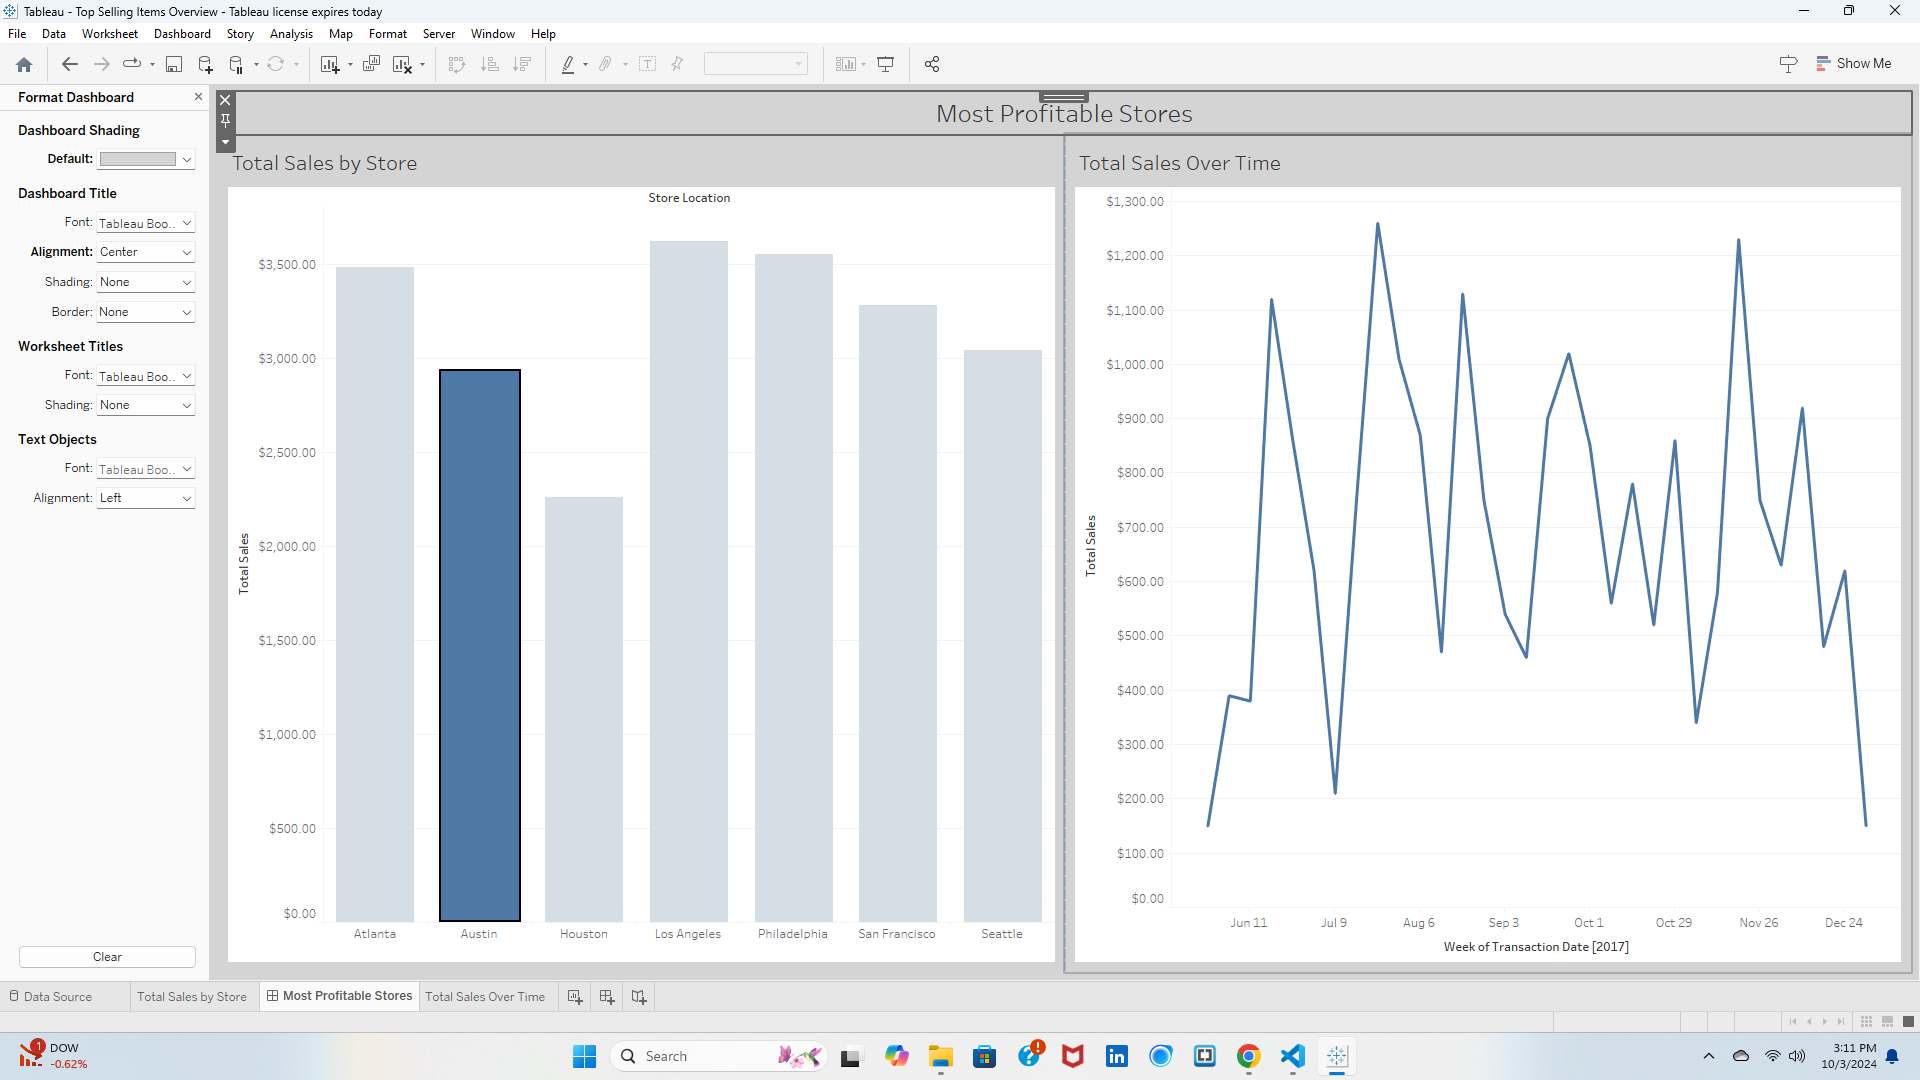 Tableau - Top Selling Items Overview - Tableau license expires today
File Data Worksheet Dashboard Story Analysis Map Format Server Window Help
Show Me
Format Dashboard
Dashboard Shading
Default:
Dashboard Title
Font: Tableau Boo..
Alignment: Center
Shading: None
Border: None
Worksheet Titles
Font: Tableau Boo..
Shading: None
Text Objects
Font: Tableau Boo..
Alignment: Left
Clear
Most Profitable Stores
Total Sales by Store
Store Location
Total Sales
$3,500.00
$3,000.00
$2,500.00
$2,000.00
$1,500.00
$1,000.00
$500.00
$0.00
Atlanta Austin Houston Los Angeles Philadelphia San Francisco Seattle
Total Sales Over Time
Total Sales
$1,300.00
$1,200.00
$1,100.00
$1,000.00
$900.00
$800.00
$700.00
$600.00
$500.00
$400.00
$300.00
$200.00
$100.00
$0.00
Jun 11 Jul 9 Aug 6 Sep 3 Oct 1 Oct 29 Nov 26 Dec 24
Week of Transaction Date [2017]
Data Source Total Sales by Store Most Profitable Stores Total Sales Over Time
1
DOW
-0.62%
Search
3:11 PM
10/3/2024